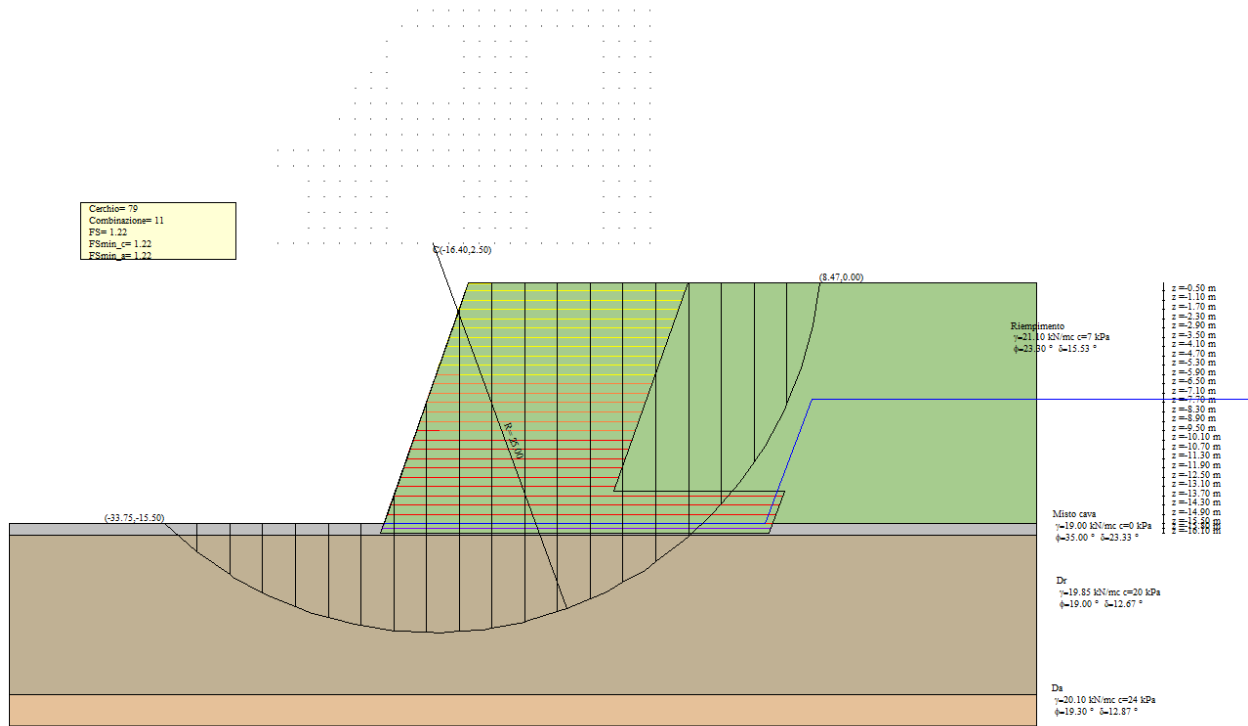 Cerchio= 79
Combinazione= 11
FS= 1.22
FSmin_c= 1.22
FSmin_a= 1.22
C(-16.40,2.50)
(8.47,0.00)
R= 25.00
(-33.75,-15.50)
Riempimento
γ=21.10 kN/mc c=7 kPa
ϕ=23.30 ° δ=15.53 °
z =-0.50 m
z =-1.10 m
z =-1.70 m
z =-2.30 m
z =-2.90 m
z =-3.50 m
z =-4.10 m
z =-4.70 m
z =-5.30 m
z =-5.90 m
z =-6.50 m
z =-7.10 m
z =-7.70 m
z =-8.30 m
z =-8.90 m
z =-9.50 m
z =-10.10 m
z =-10.70 m
z =-11.30 m
z =-11.90 m
z =-12.50 m
z =-13.10 m
z =-13.70 m
z =-14.30 m
z =-14.90 m
z =-15.50 m
z =-16.10 m
Misto cava
γ=19.00 kN/mc c=0 kPa
ϕ=35.00 ° δ=23.33 °
Dr
γ=19.85 kN/mc c=20 kPa
ϕ=19.00 ° δ=12.67 °
Da
γ=20.10 kN/mc c=24 kPa
ϕ=19.30 ° δ=12.87 °